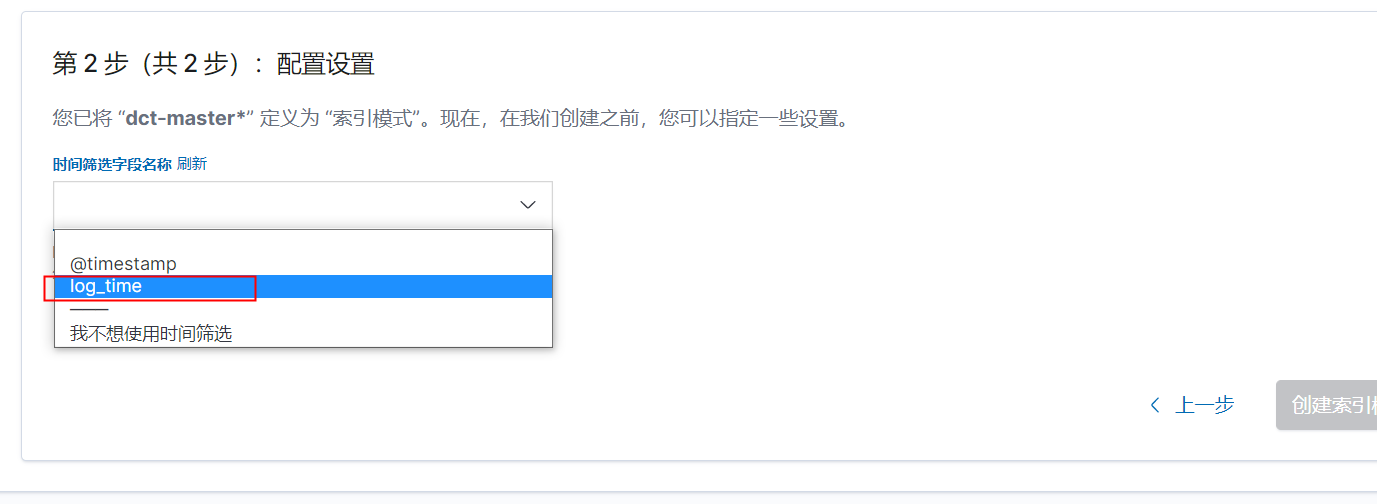 第 2 步（共 2 步）：配置设置
您已将 “dct-master*” 定义为 “索引模式”。现在，在我们创建之前，您可以指定一些设置。
时间筛选字段名称 刷新
@timestamp
log_time
我不想使用时间筛选
上一步
创建索引